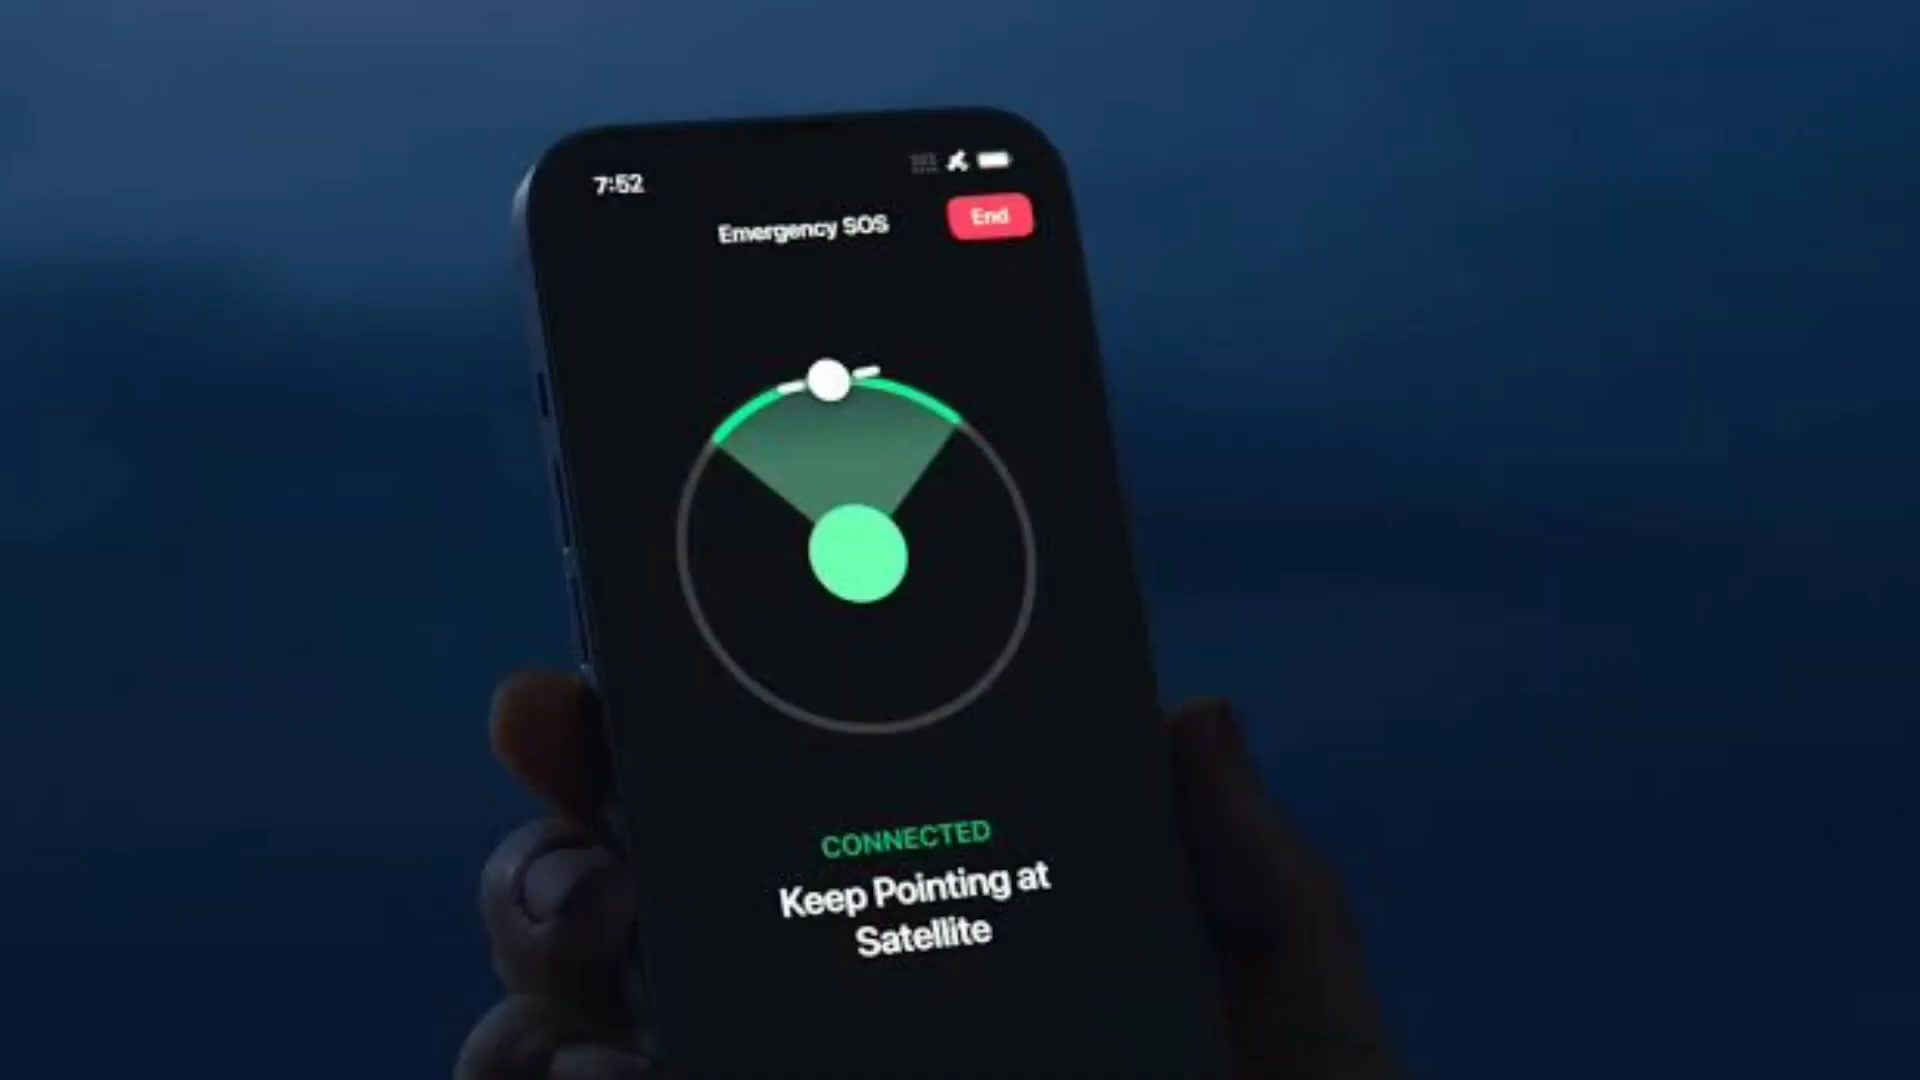 7:52
Emergency SOS
End
CONNECTED
Keep Pointing at
Satellite